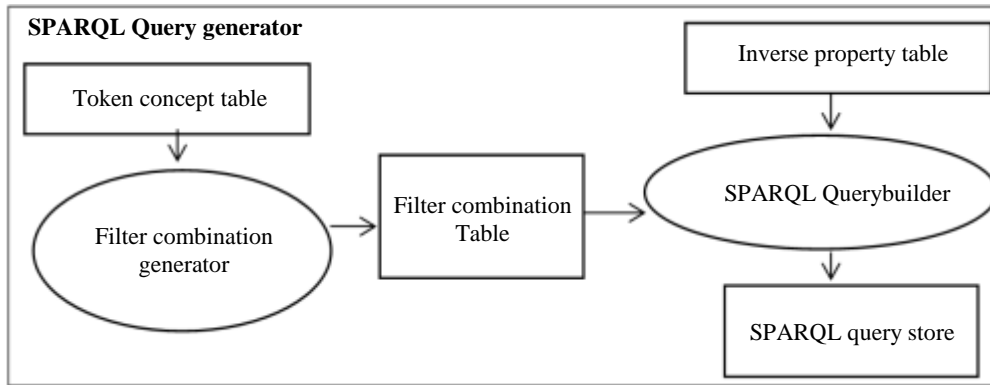 SPARQL Query generator
Inverse property table
Token concept table
Filter combination
generator
Filter combination
Table
SPARQL Querybuilder
SPARQL query store